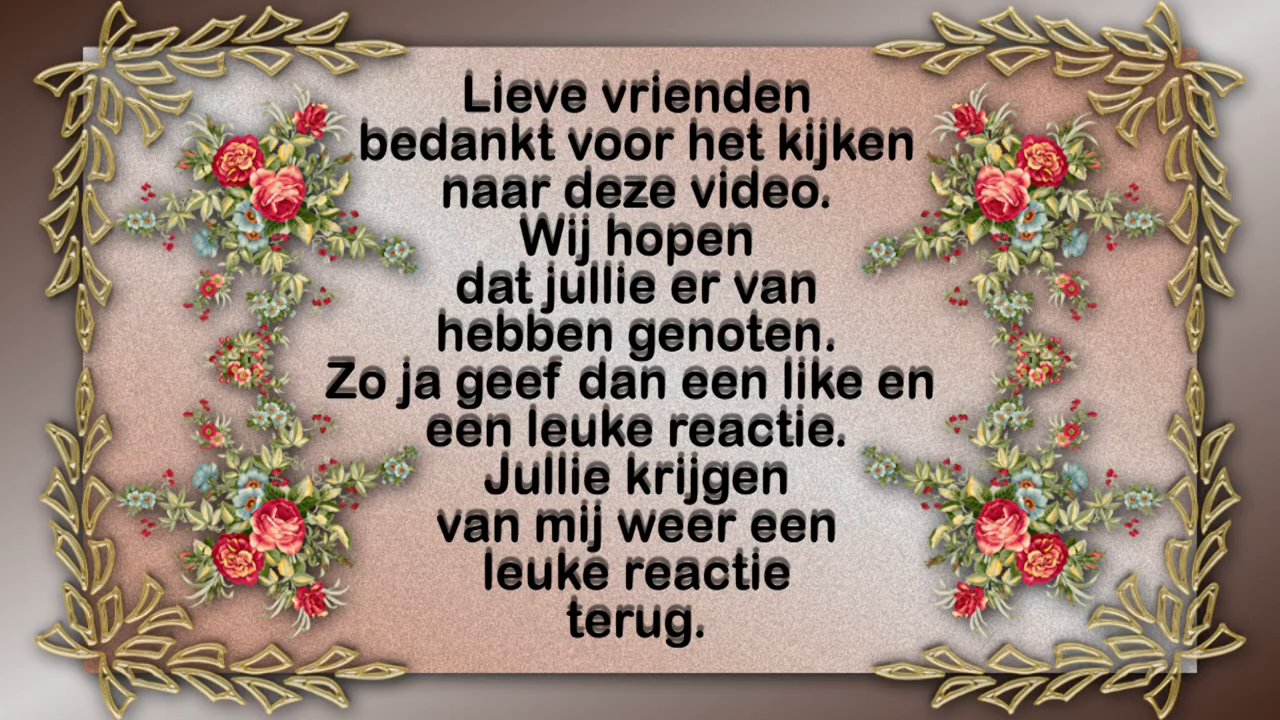 Lieve vrienden
bedankt voor het kijken
naar deze video.
Wij hopen
dat jullie er van
hebben genoten.
Zo ja geef dan een like en
een leuke reactie.
Jullie krijgen
van mij weer een
leuke reactie
terug.